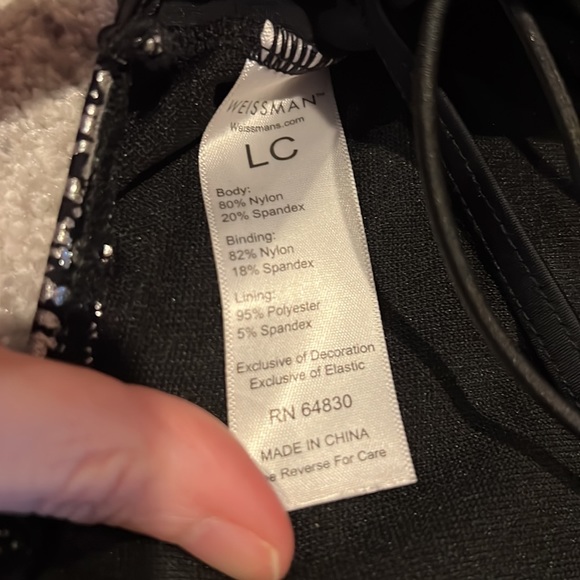 WEISSMAN™
Weissmans.com
LC
Body:
80% Nylon
20% Spandex
Binding:
82% Nylon
18% Spandex
Lining:
95% Polyester
5% Spandex
Exclusive of Decoration
Exclusive of Elastic
RN 64830
MADE IN CHINA
e Reverse For Care